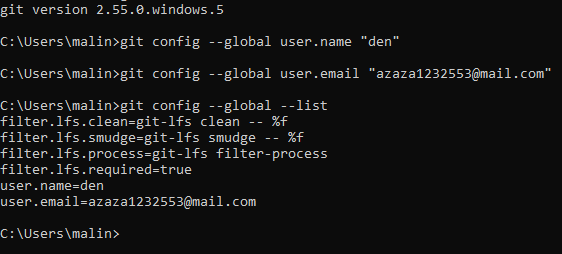 git version 2.55.0.windows.5
C:\Users\malin>git config --global user.name "den"
C:\Users\malin>git config --global user.email "azaza1232553@mail.com"
C:\Users\malin>git config --global --list
filter.lfs.clean=git-lfs clean -- %f
filter.lfs.smudge=git-lfs smudge -- %f
filter.lfs.process=git-lfs filter-process
filter.lfs.required=true
user.name=den
user.email=azaza1232553@mail.com
C:\Users\malin>